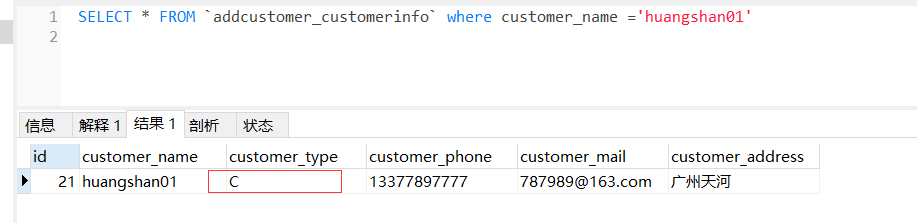 1 SELECT * FROM `addcustomer_customerinfo` where customer_name ='huangshan01'
2
信息 解释 1 结果 1 剖析 状态
id customer_name customer_type customer_phone customer_mail customer_address
21 huangshan01 C 13377897777 787989@163.com 广州天河